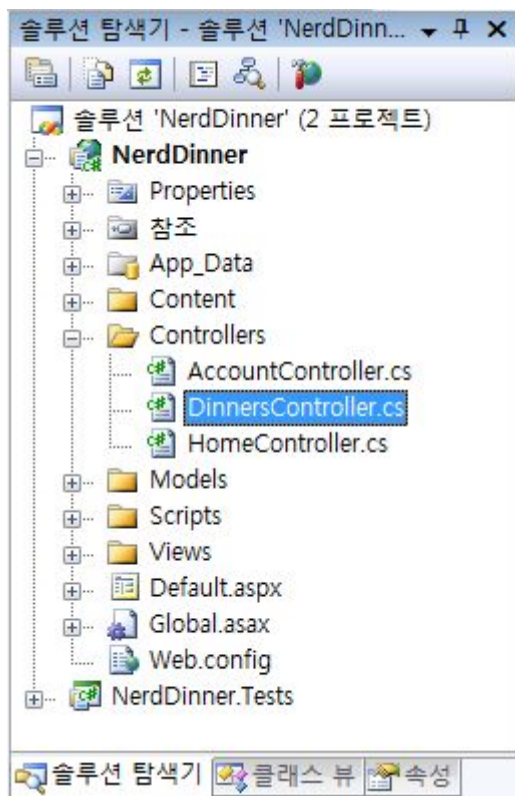 솔루션 탐색기 - 솔루션 'NerdDinn...
솔루션 'NerdDinner' (2 프로젝트)
NerdDinner
Properties
참조
App_Data
Content
Controllers
AccountController.cs
DinnersController.cs
HomeController.cs
Models
Scripts
Views
Default.aspx
Global.asax
Web.config
NerdDinner.Tests
솔루션 탐색기 클래스 뷰 속성